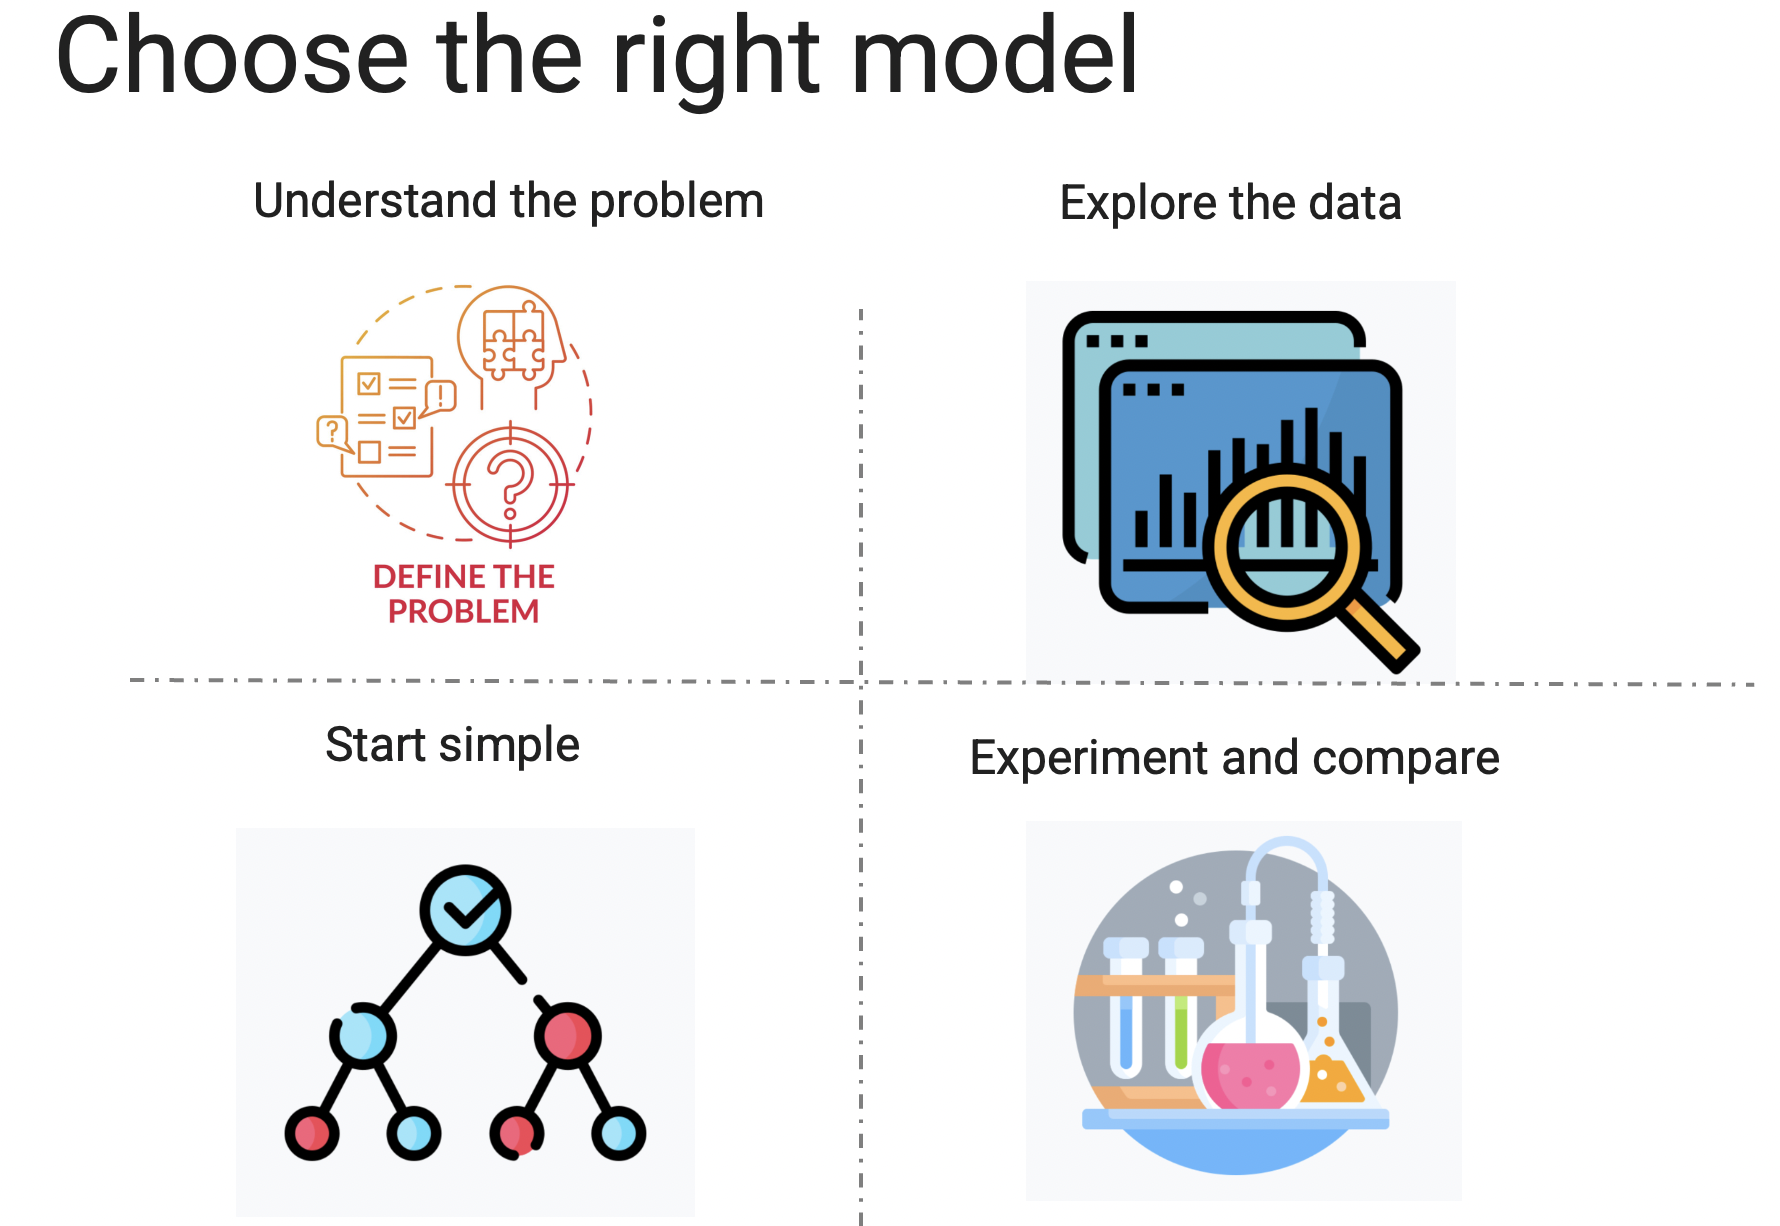 Choose the right model
Understand the problem
Explore the data
?
!
?
DEFINE THE
PROBLEM
Start simple
Experiment and compare